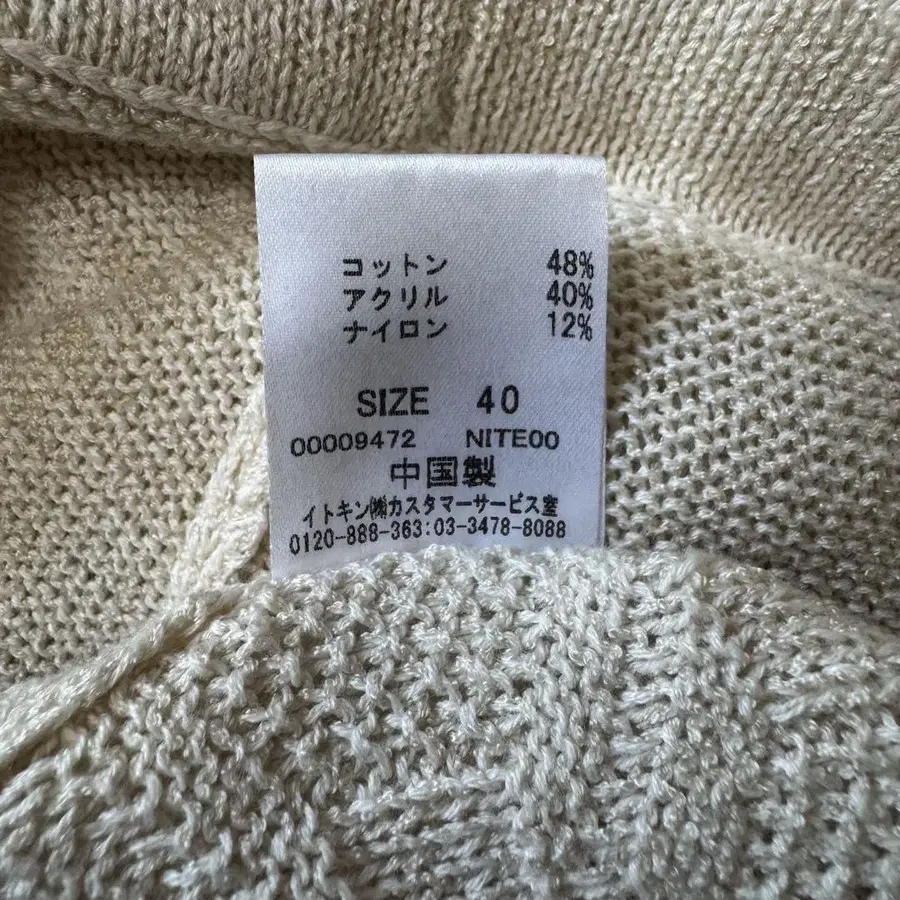 コットン 48%
アクリル 40%
ナイロン 12%
SIZE 40
00009472 NITE00
中国製
イトキン㈱カスタマーサービス室
0120-888-363:03-3478-8088